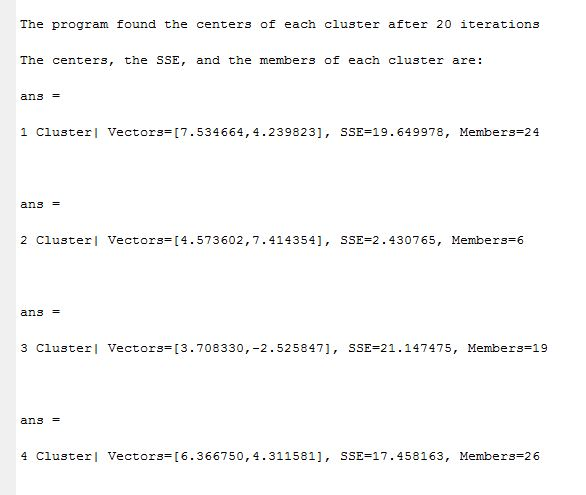 The program found the centers of each cluster after 20 iterations
The centers, the SSE, and the members of each cluster are:
ans =
1 Cluster| Vectors=[7.534664,4.239823], SSE=19.649978, Members=24
ans =
2 Cluster| Vectors=[4.573602,7.414354], SSE=2.430765, Members=6
ans =
3 Cluster| Vectors=[3.708330,-2.525847], SSE=21.147475, Members=19
ans =
4 Cluster| Vectors=[6.366750,4.311581], SSE=17.458163, Members=26